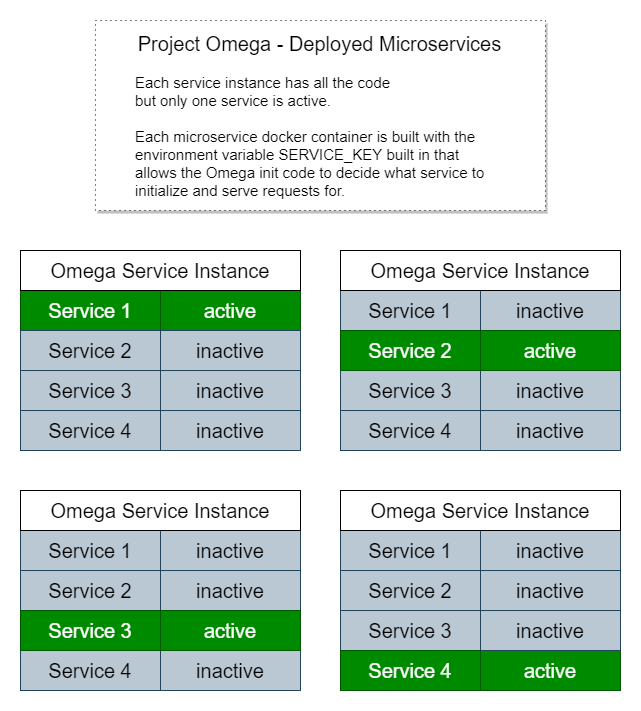 Project Omega - Deployed Microservices
Each service instance has all the code
but only one service is active.
Each microservice docker container is built with the
environment variable SERVICE_KEY built in that
allows the Omega init code to decide what service to
initialize and serve requests for.
Omega Service Instance
Service 1 active
Service 2 inactive
Service 3 inactive
Service 4 inactive
Omega Service Instance
Service 1 inactive
Service 2 active
Service 3 inactive
Service 4 inactive
Omega Service Instance
Service 1 inactive
Service 2 inactive
Service 3 active
Service 4 inactive
Omega Service Instance
Service 1 inactive
Service 2 inactive
Service 3 inactive
Service 4 active